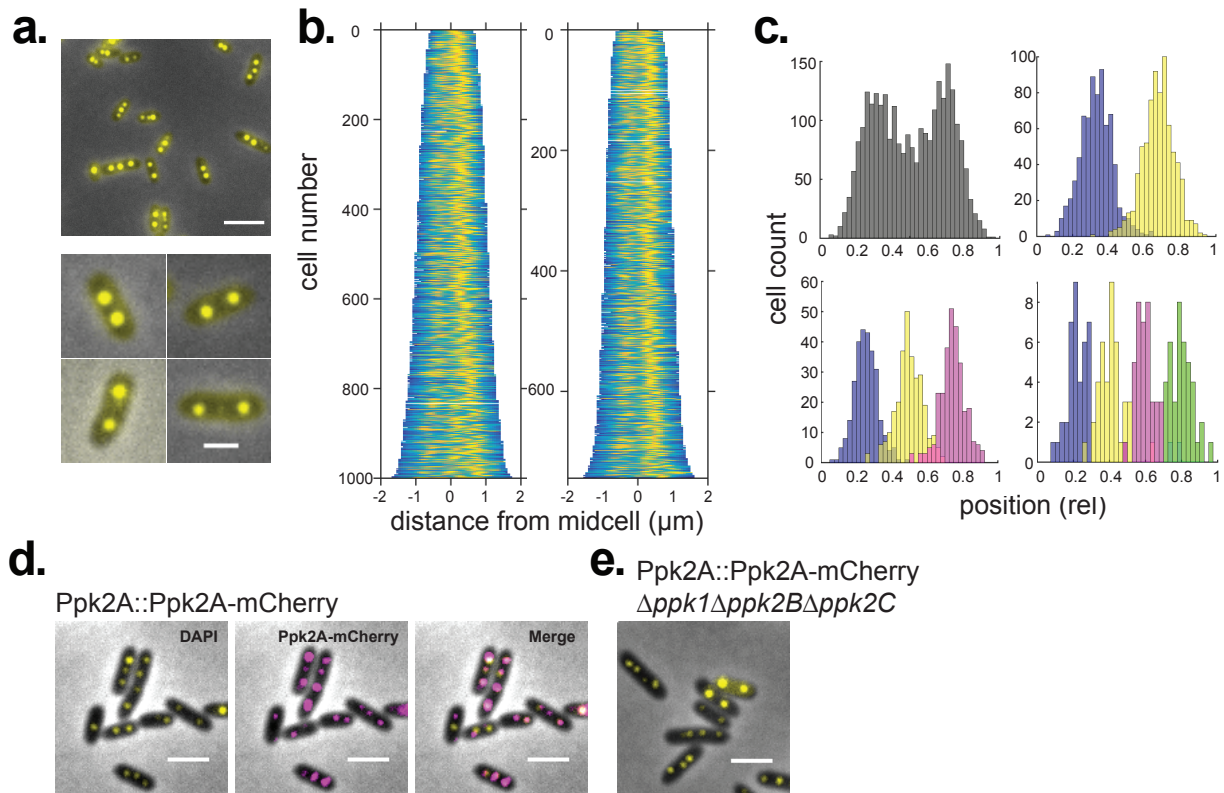 a.
b.
0
200
400
600
800
1000
cell number
-2 -1 0 1 2
0
200
400
600
-2 -1 0 1 2
distance from midcell (µm)
c.
cell count
150
100
50
0
0 0.2 0.4 0.6 0.8 1
100
80
60
40
20
0
0 0.2 0.4 0.6 0.8 1
60
50
40
30
20
10
0
0 0.2 0.4 0.6 0.8 1
8
6
4
2
0
0 0.2 0.4 0.6 0.8 1
position (rel)
d.
Ppk2A::Ppk2A-mCherry
DAPI
Ppk2A-mCherry
Merge
e.
Ppk2A::Ppk2A-mCherry
Δppk1Δppk2BΔppk2C